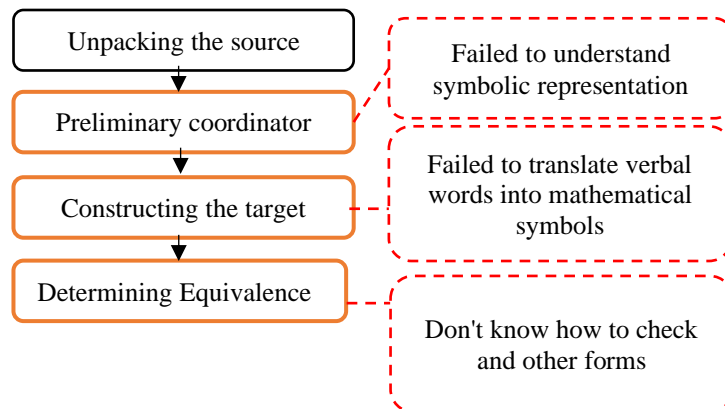 Unpacking the source
Preliminary coordinator
Constructing the target
Determining Equivalence
Failed to understand
symbolic representation
Failed to translate verbal
words into mathematical
symbols
Don't know how to check
and other forms